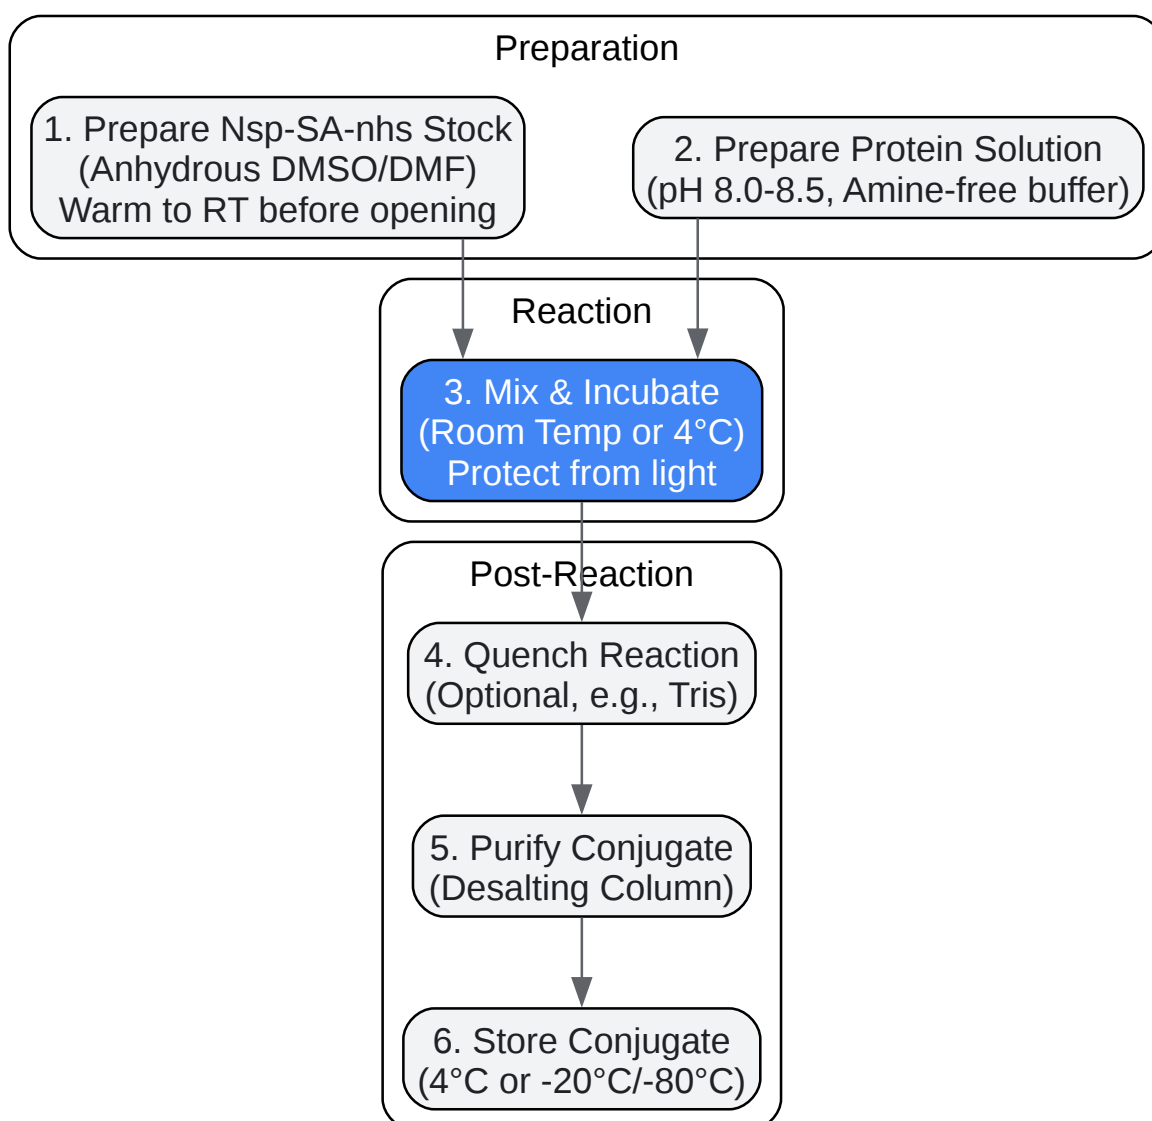 Preparation
1. Prepare Nsp-SA-nhs Stock
(Anhydrous DMSO/DMF)
Warm to RT before opening
2. Prepare Protein Solution
(pH 8.0-8.5, Amine-free buffer)
Reaction
3. Mix & Incubate
(Room Temp or 4°C)
Protect from light
Post-Reaction
4. Quench Reaction
(Optional, e.g., Tris)
5. Purify Conjugate
(Desalting Column)
6. Store Conjugate
(4°C or -20°C/-80°C)